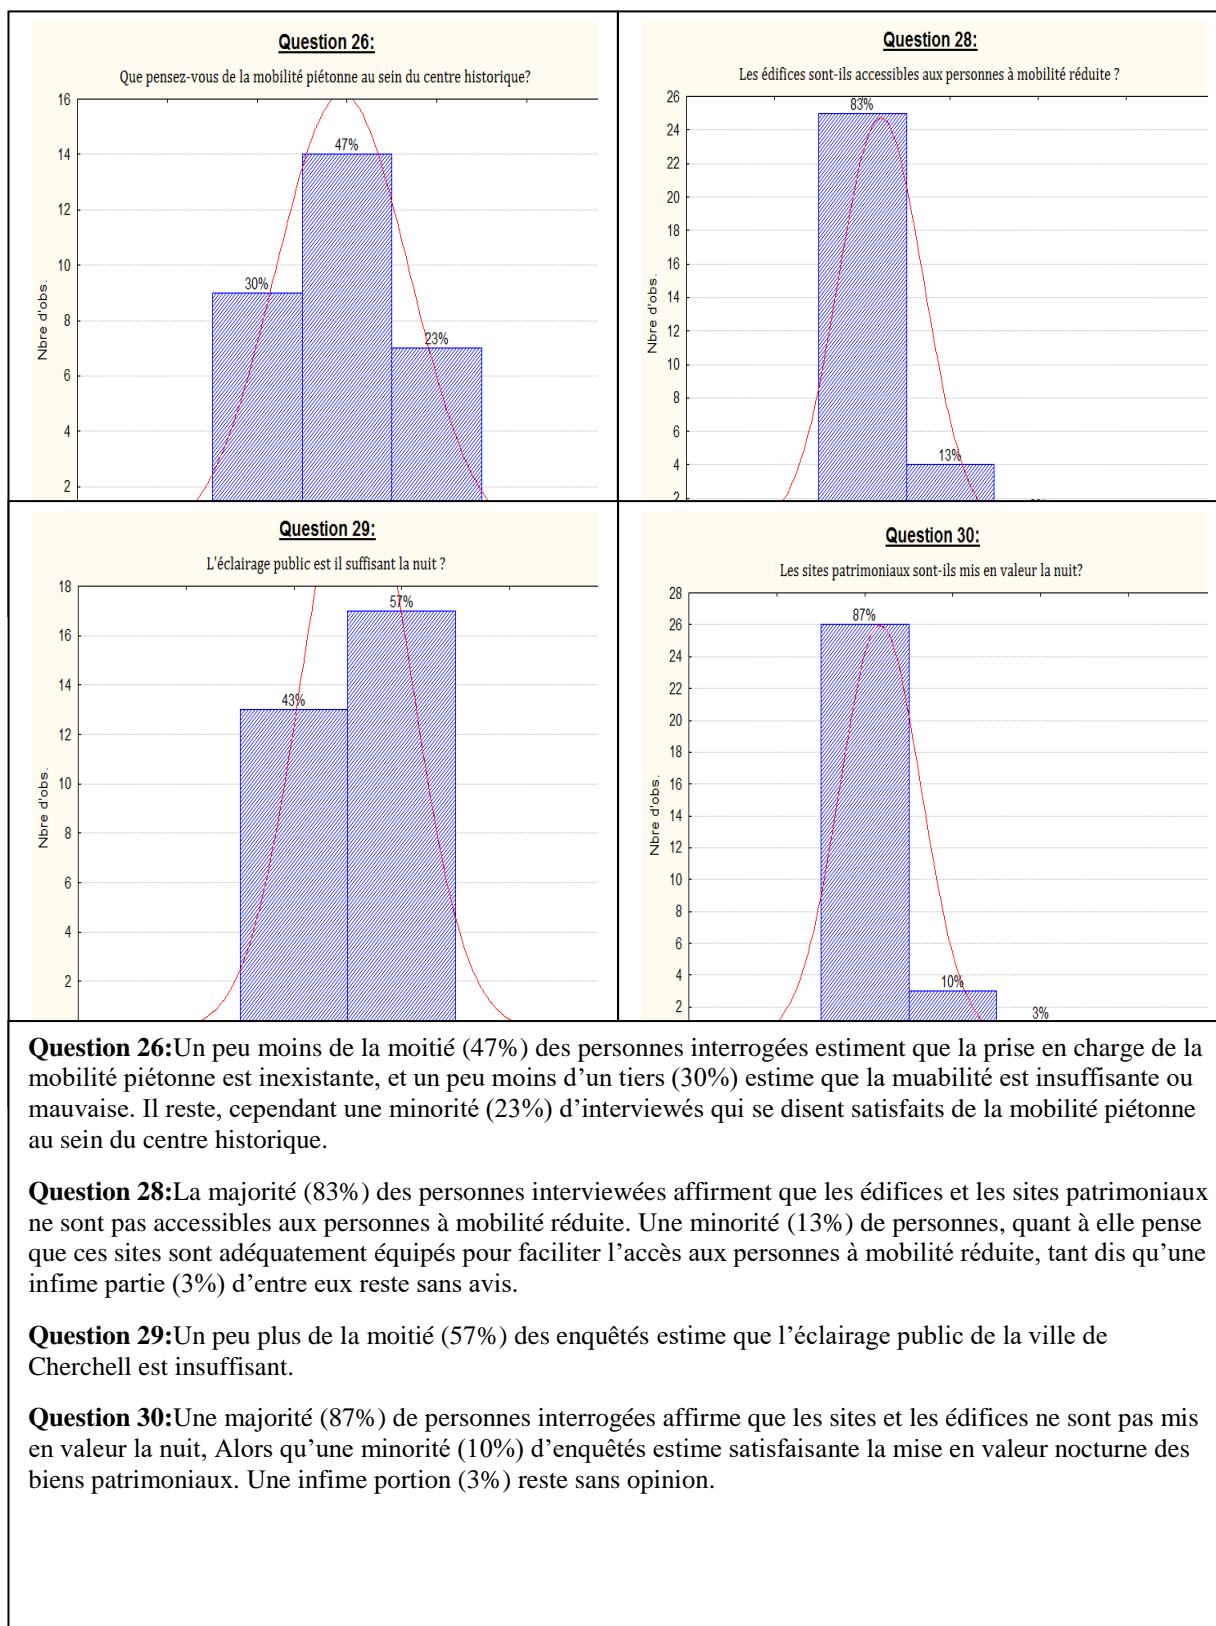 Question 26:
Que pensez-vous de la mobilité piétonne au sein du centre historique?
16
14
12
10
8
6
4
2
Nbre d'obs.
30%
47%
23%
Question 28:
Les édifices sont-ils accessibles aux personnes à mobilité réduite ?
26
24
22
20
18
16
14
12
10
8
6
4
2
Nbre d'obs.
83%
13%
Question 29:
L'éclairage public est il suffisant la nuit ?
18
16
14
12
10
8
6
4
2
Nbre d'obs.
43%
57%
Question 30:
Les sites patrimoniaux sont-ils mis en valeur la nuit?
28
26
24
22
20
18
16
14
12
10
8
6
4
2
Nbre d'obs.
87%
10%
3%
Question 26:Un peu moins de la moitié (47%) des personnes interrogées estiment que la prise en charge de la
mobilité piétonne est inexistante, et un peu moins d’un tiers (30%) estime que la muabilité est insuffisante ou
mauvaise. Il reste, cependant une minorité (23%) d’interviewés qui se disent satisfaits de la mobilité piétonne
au sein du centre historique.
Question 28:La majorité (83%) des personnes interviewées affirment que les édifices et les sites patrimoniaux
ne sont pas accessibles aux personnes à mobilité réduite. Une minorité (13%) de personnes, quant à elle pense
que ces sites sont adéquatement équipés pour faciliter l’accès aux personnes à mobilité réduite, tant dis qu’une
infime partie (3%) d’entre eux reste sans avis.
Question 29:Un peu plus de la moitié (57%) des enquêtés estime que l’éclairage public de la ville de
Cherchell est insuffisant.
Question 30:Une majorité (87%) de personnes interrogées affirme que les sites et les édifices ne sont pas mis
en valeur la nuit, Alors qu’une minorité (10%) d’enquêtés estime satisfaisante la mise en valeur nocturne des
biens patrimoniaux. Une infime portion (3%) reste sans opinion.